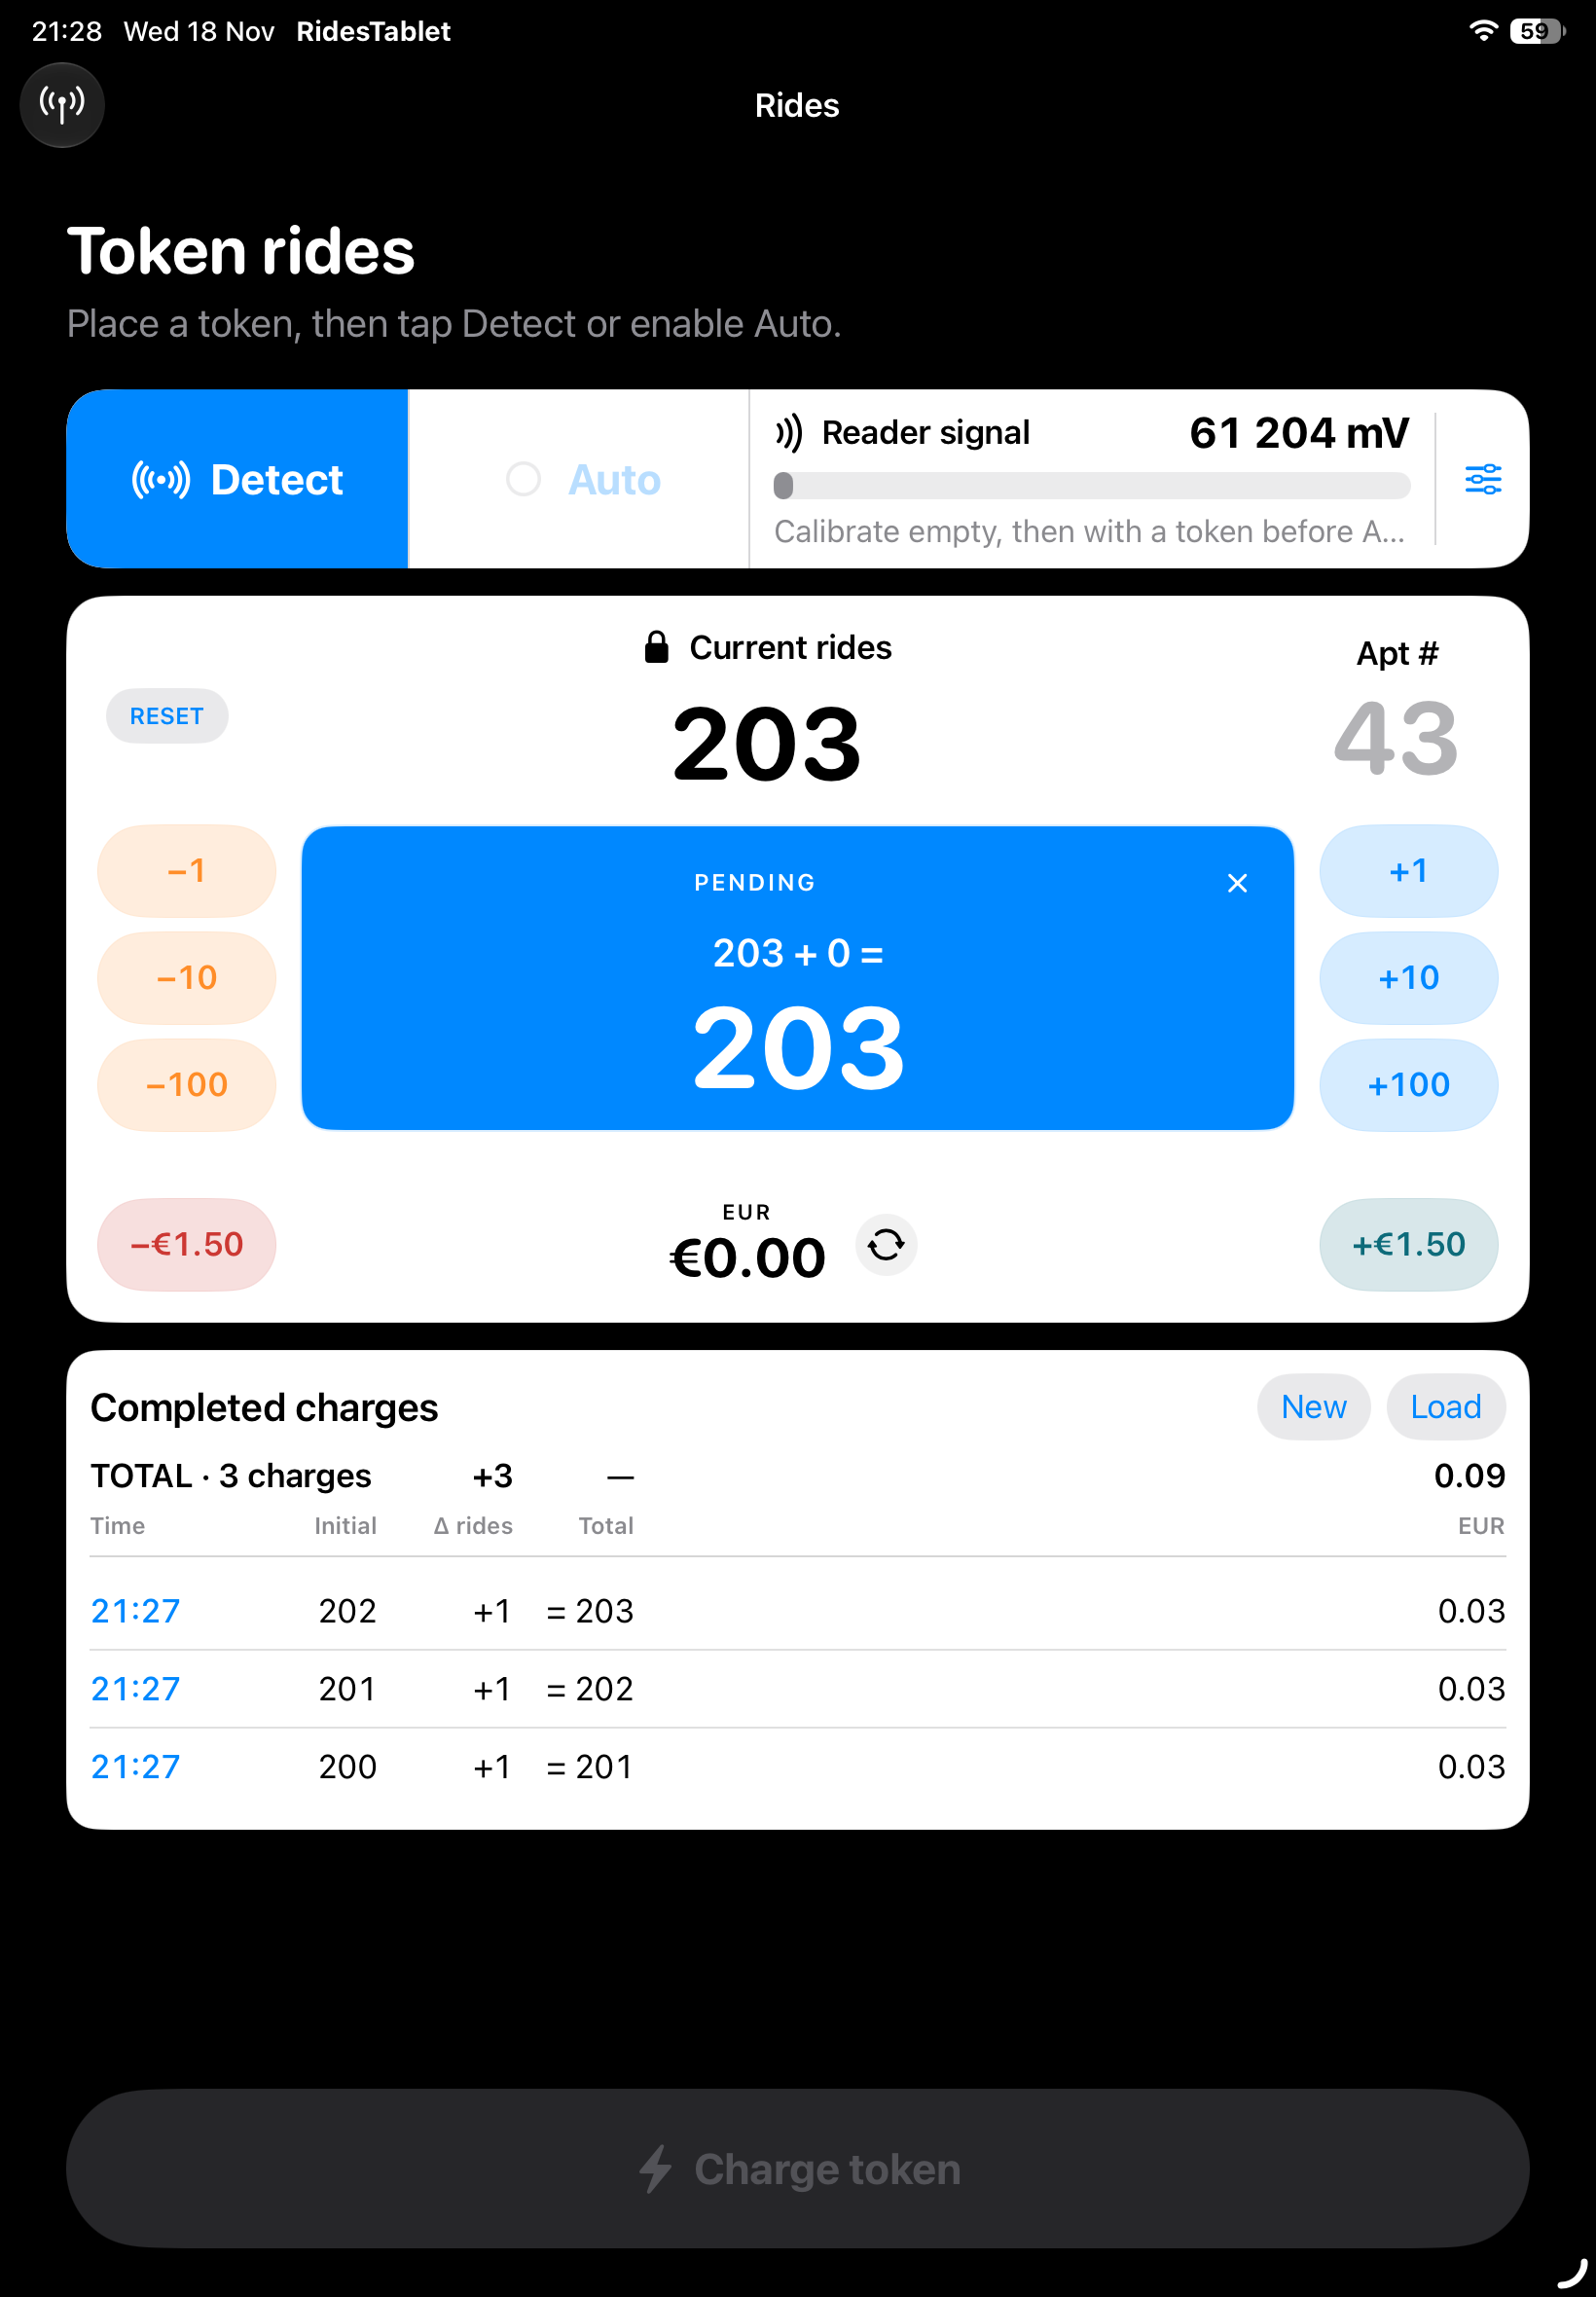 21:28 Wed 18 Nov RidesTablet 59
Rides
Token rides
Place a token, then tap Detect or enable Auto.
Detect
Auto
Reader signal 61 204 mV
Calibrate empty, then with a token before A...
Current rides
Apt #
RESET
203
43
−1
−10
−100
PENDING
203 + 0 =
203
+1
+10
+100
−€1.50
EUR
€0.00
+€1.50
Completed charges New Load
TOTAL · 3 charges +3 — 0.09
Time Initial Δ rides Total EUR
21:27 202 +1 = 203 0.03
21:27 201 +1 = 202 0.03
21:27 200 +1 = 201 0.03
Charge token